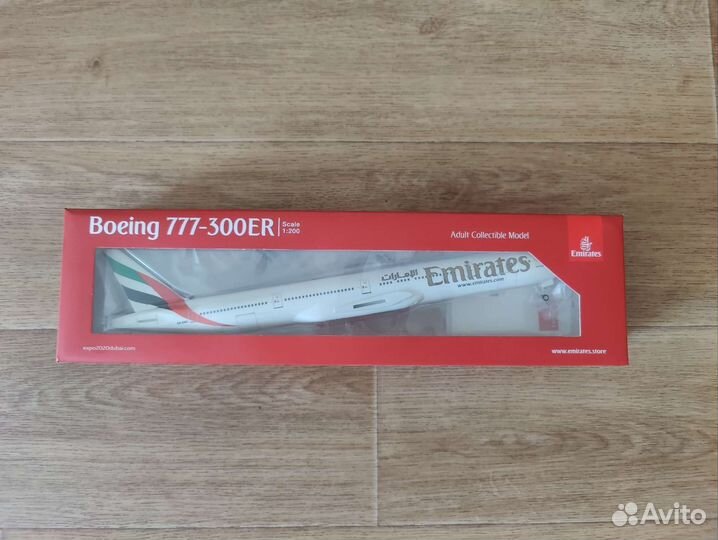 Boeing 777-300ER
Scale
1:200
Adult Collectible Model
Emirates
الإمارات
Emirates
www.emirates.com
expo2020dubai.com
www.emirates.store
Avito